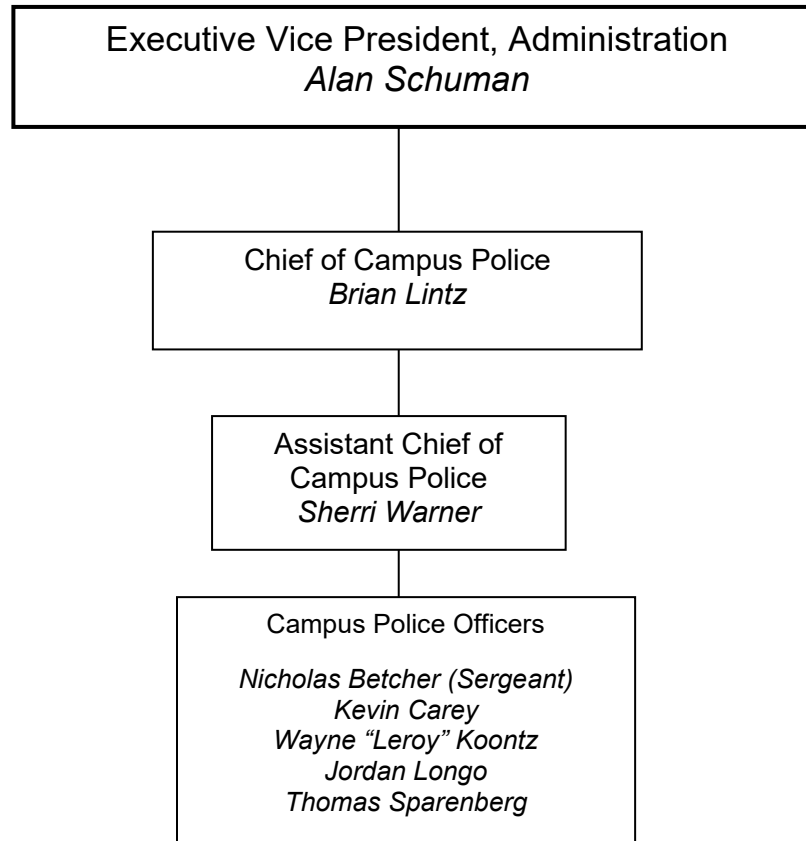 Executive Vice President, Administration
Alan Schuman
Chief of Campus Police
Brian Lintz
Assistant Chief of
Campus Police
Sherri Warner
Campus Police Officers
Nicholas Betcher (Sergeant)
Kevin Carey
Wayne “Leroy” Koontz
Jordan Longo
Thomas Sparenberg